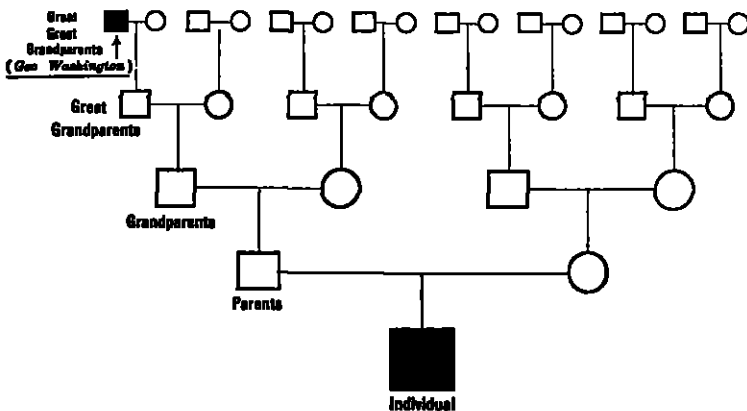 Great
Great
Grandparents
(Geo Washington)
Great
Grandparents
Grandparents
Parents
Individual